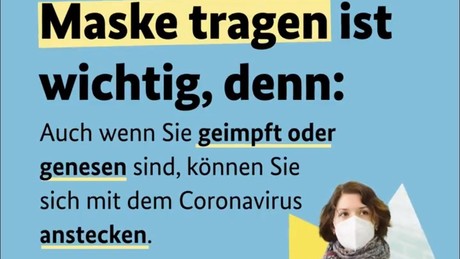 Maske tragen ist
wichtig, denn:
Auch wenn Sie geimpft oder
genesen sind, können Sie
sich mit dem Coronavirus
anstecken.